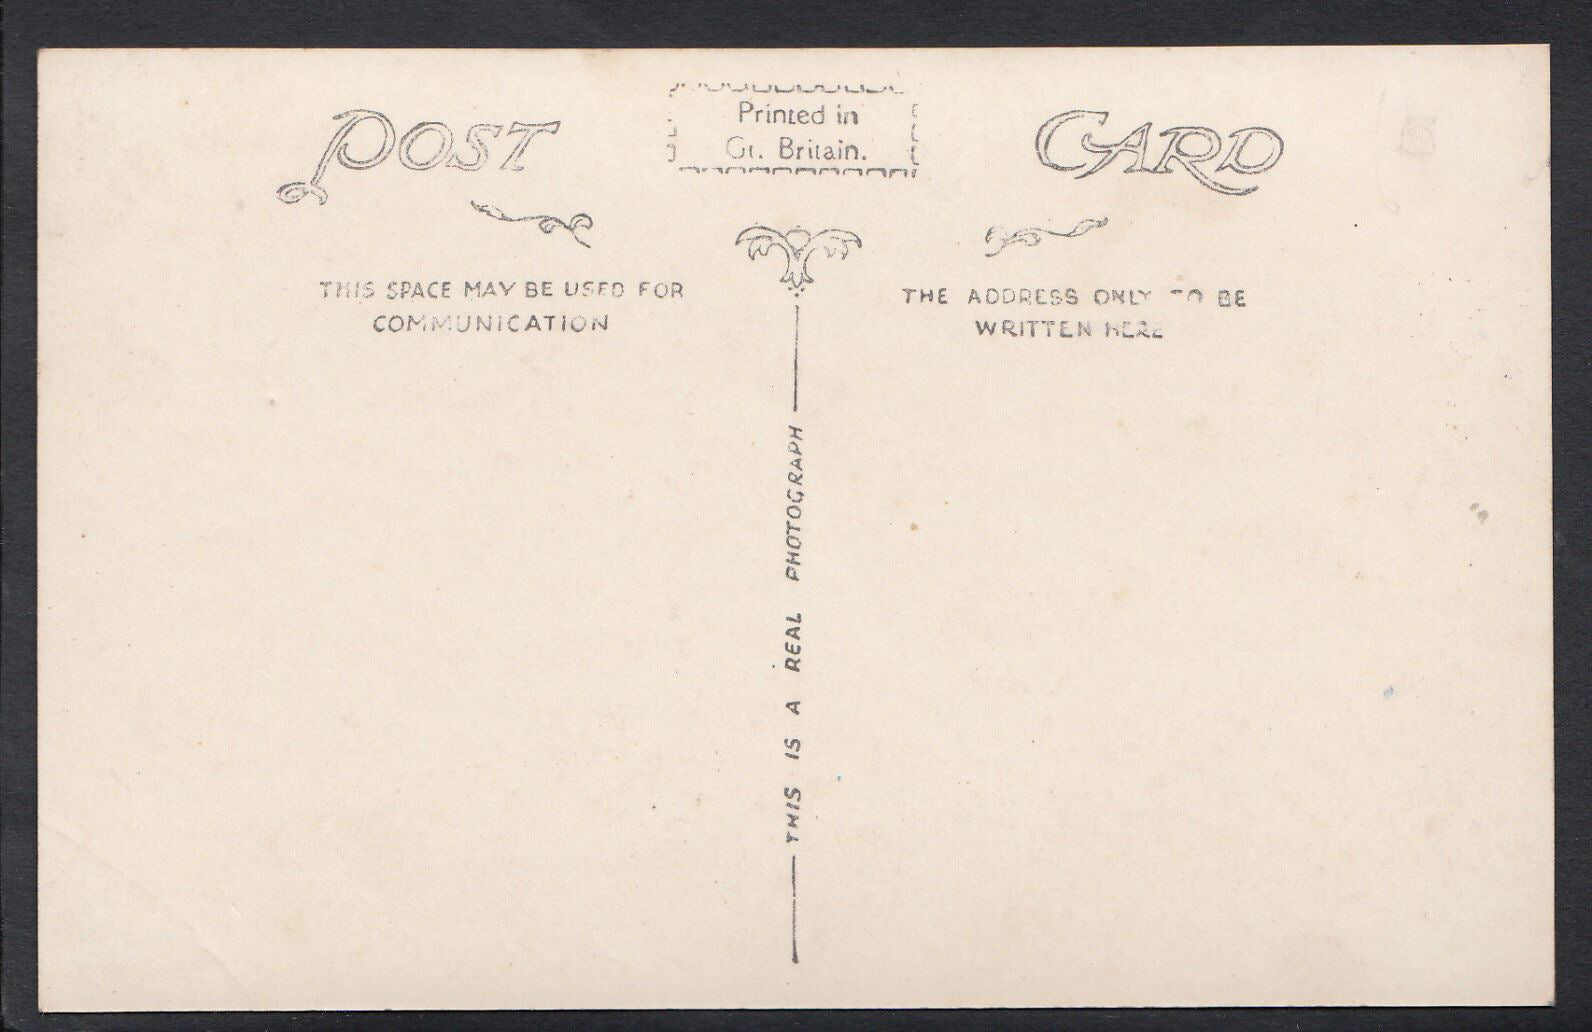 POST CARD
Printed in
Gt. Britain.
THIS SPACE MAY BE USED FOR
COMMUNICATION
THE ADDRESS ONLY TO BE
WRITTEN HERE
THIS IS A REAL PHOTOGRAPH